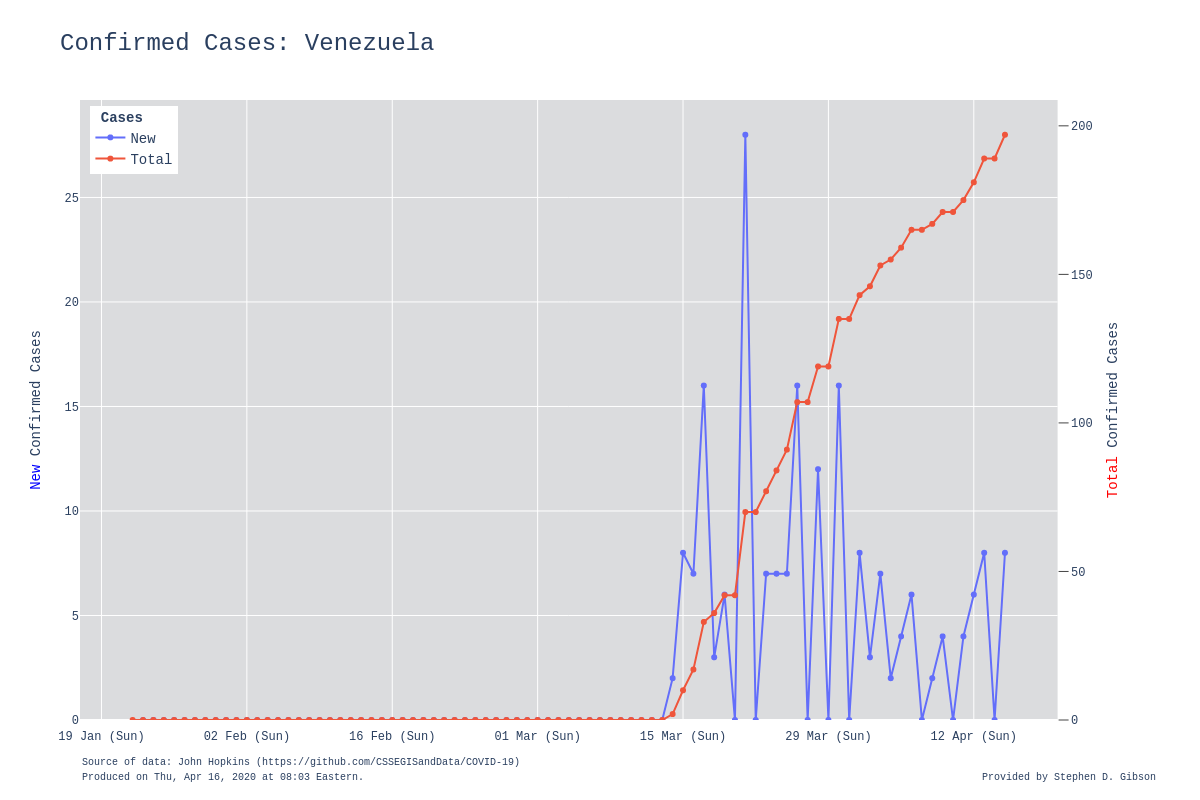 Confirmed Cases: Venezuela
Cases
New
Total
25
20
15
10
5
0
New Confirmed Cases
200
150
100
50
0
Total Confirmed Cases
19 Jan (Sun)
02 Feb (Sun)
16 Feb (Sun)
01 Mar (Sun)
15 Mar (Sun)
29 Mar (Sun)
12 Apr (Sun)
Source of data: John Hopkins (https://github.com/CSSEGISandData/COVID-19)
Produced on Thu, Apr 16, 2020 at 08:03 Eastern.
Provided by Stephen D. Gibson